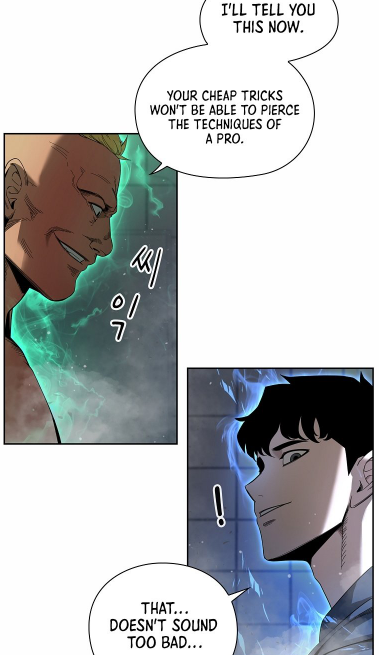 I'LL TELL YOU
THIS NOW.
YOUR CHEAP TRICKS
WON'T BE ABLE TO PIERCE
THE TECHNIQUES OF
A PRO.
씨
익
!
THAT...
DOESN'T SOUND
TOO BAD...